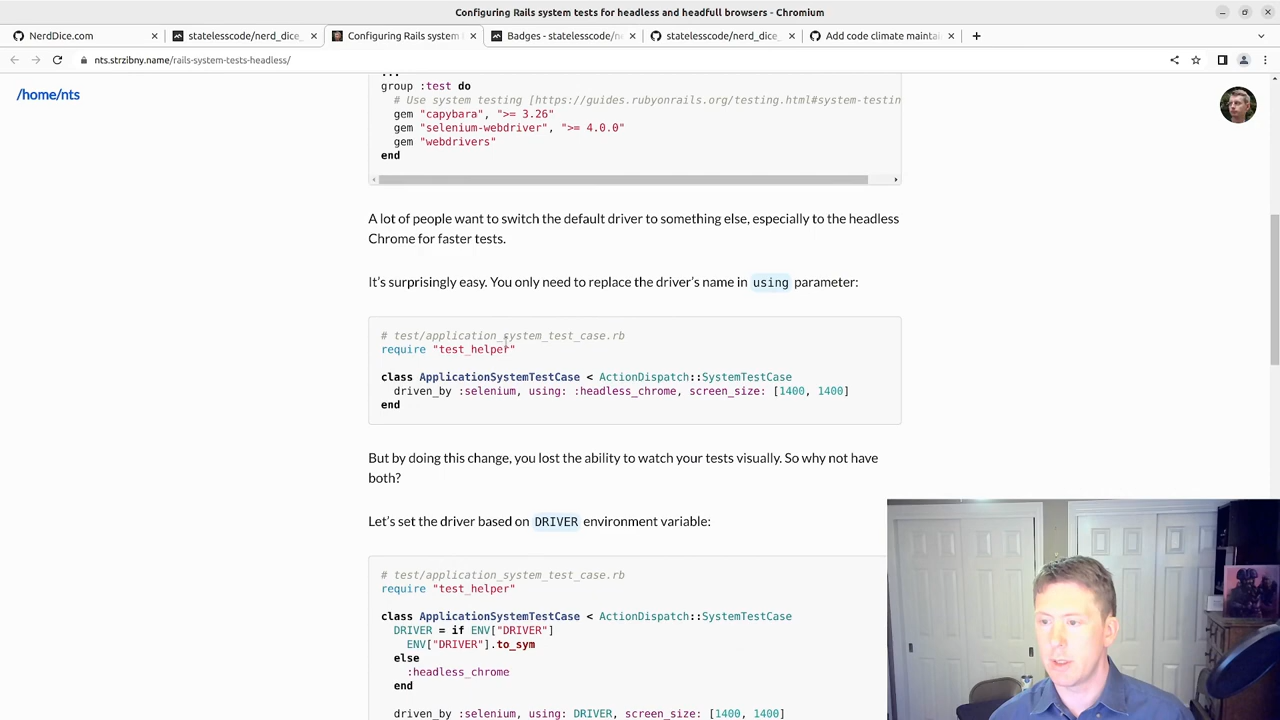 Configuring Rails system tests for headless and headfull browsers - Chromium
NerdDice.com
statelesscode/nerd_dice_
Configuring Rails system t
Badges - statelesscode/ne
statelesscode/nerd_dice_
Add code climate maintai
nts.strzibny.name/rails-system-tests-headless/
/home/nts
...
group :test do
# Use system testing [https://guides.rubyonrails.org/testing.html#system-testin
gem "capybara", ">= 3.26"
gem "selenium-webdriver", ">= 4.0.0"
gem "webdrivers"
end
A lot of people want to switch the default driver to something else, especially to the headless
Chrome for faster tests.
It's surprisingly easy. You only need to replace the driver's name in using parameter:
# test/application_system_test_case.rb
require "test_helper"
class ApplicationSystemTestCase < ActionDispatch::SystemTestCase
driven_by :selenium, using: :headless_chrome, screen_size: [1400, 1400]
end
But by doing this change, you lost the ability to watch your tests visually. So why not have
both?
Let's set the driver based on DRIVER environment variable:
# test/application_system_test_case.rb
require "test_helper"
class ApplicationSystemTestCase < ActionDispatch::SystemTestCase
DRIVER = if ENV["DRIVER"]
ENV["DRIVER"].to_sym
else
:headless_chrome
end
driven_by :selenium, using: DRIVER, screen_size: [1400, 1400]